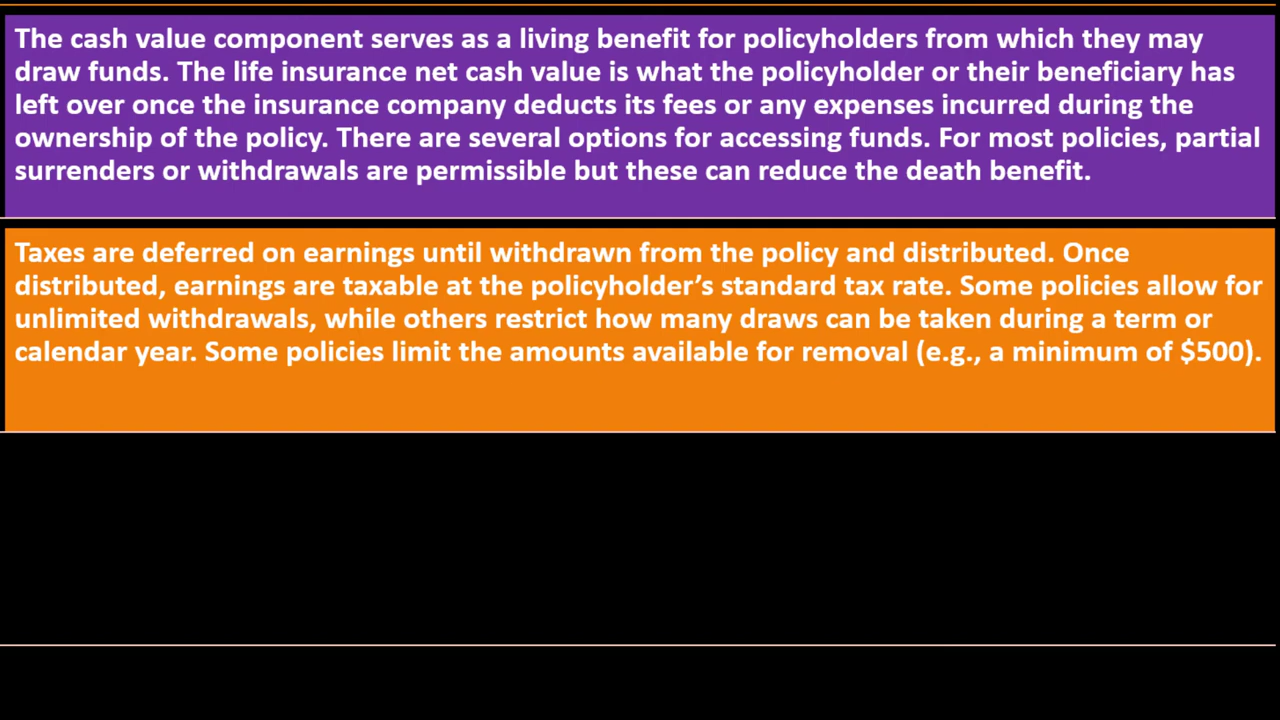 The cash value component serves as a living benefit for policyholders from which they may
draw funds. The life insurance net cash value is what the policyholder or their beneficiary has
left over once the insurance company deducts its fees or any expenses incurred during the
ownership of the policy. There are several options for accessing funds. For most policies, partial
surrenders or withdrawals are permissible but these can reduce the death benefit.
Taxes are deferred on earnings until withdrawn from the policy and distributed. Once
distributed, earnings are taxable at the policyholder’s standard tax rate. Some policies allow for
unlimited withdrawals, while others restrict how many draws can be taken during a term or
calendar year. Some policies limit the amounts available for removal (e.g., a minimum of $500).